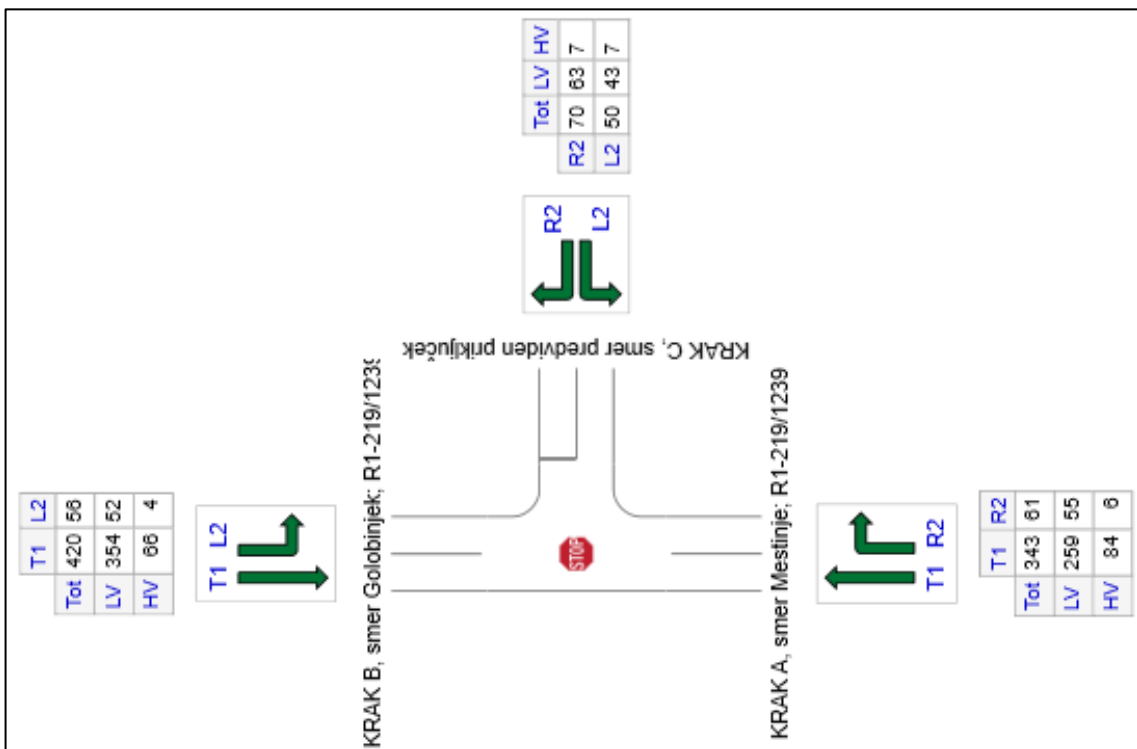 Tot LV HV
R2 70 63 7
L2 50 43 7
R2
L2
KRAK C, smer predviden priključek
KRAK B, smer Golobinjek; R1-219/1239
T1 L2
Tot 420 56
LV 354 52
HV 66 4
T1 L2
STOP
KRAK A, smer Mestinje; R1-219/1239
T1 R2
T1 R2
Tot 343 61
LV 259 55
HV 84 6